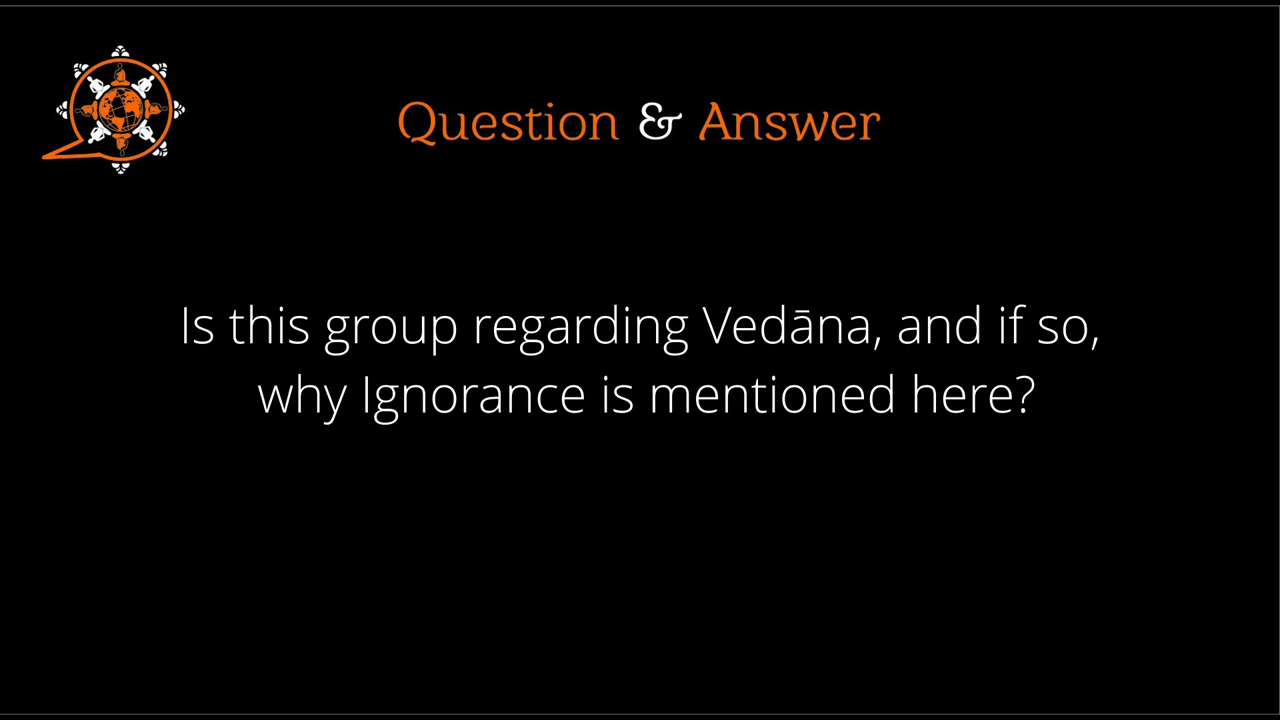 Question & Answer
Is this group regarding Vedāna, and if so,
why Ignorance is mentioned here?